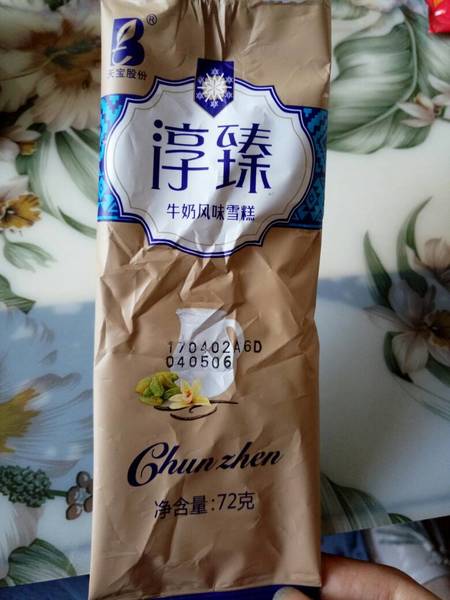 ®
天宝股份
淳臻
牛奶风味雪糕
170402A6D
040506
Chunzhen
净含量:72克